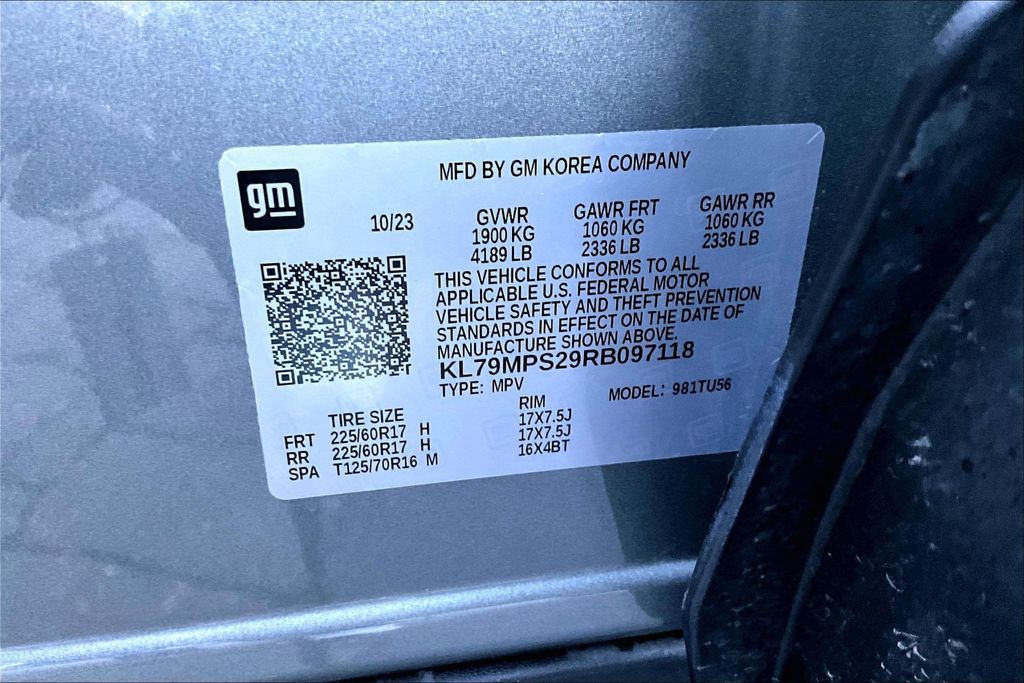 gm
MFD BY GM KOREA COMPANY
10/23 GVWR GAWR FRT GAWR RR
1900 KG 1060 KG 1060 KG
4189 LB 2336 LB 2336 LB
THIS VEHICLE CONFORMS TO ALL
APPLICABLE U.S. FEDERAL MOTOR
VEHICLE SAFETY AND THEFT PREVENTION
STANDARDS IN EFFECT ON THE DATE OF
MANUFACTURE SHOWN ABOVE.
KL79MPS29RB097118
TYPE: MPV MODEL: 981TU56
TIRE SIZE RIM
FRT 225/60R17 H 17X7.5J
RR 225/60R17 H 17X7.5J
SPA T125/70R16 M 16X4BT